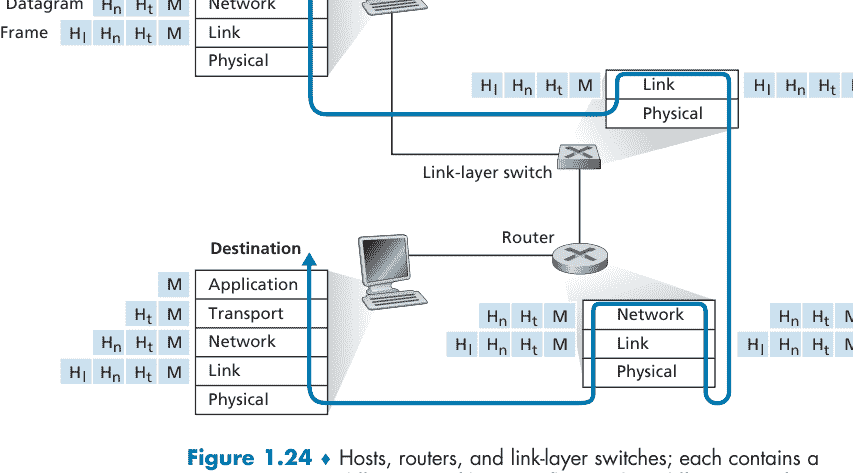 Datagram Hn Ht M Network
Frame Hl Hn Ht M Link
Physical
Hl Hn Ht M Link Hl Hn Ht
Physical
Link-layer switch
Router
Destination
M Application
Ht M Transport
Hn Ht M Network
Hl Hn Ht M Link
Physical
Hn Ht M Network Hn Ht M
Hl Hn Ht M Link Hl Hn Ht M
Physical
Figure 1.24 ♦ Hosts, routers, and link-layer switches; each contains a